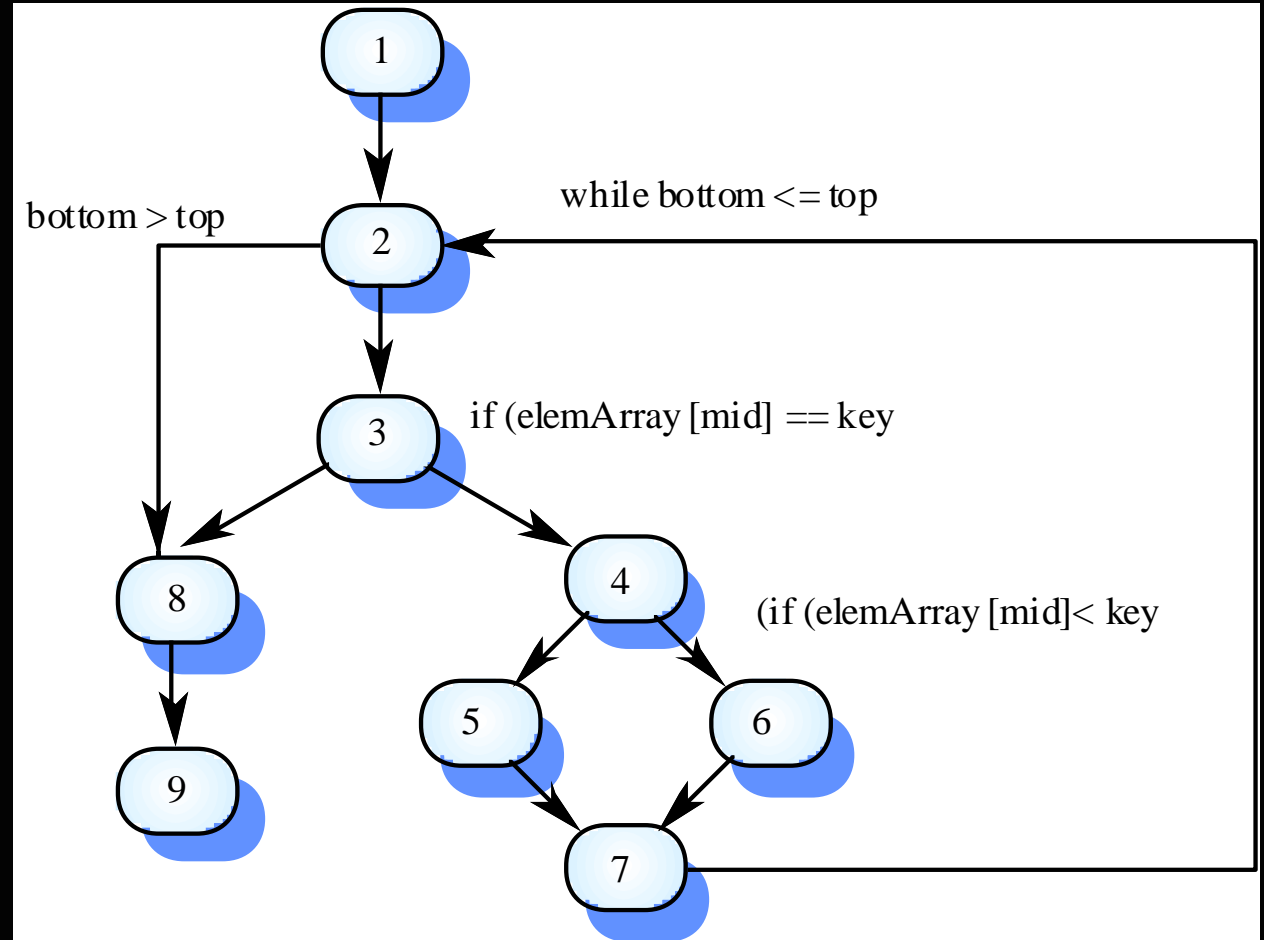 1
while bottom <= top
bottom > top
2
3
if (elemArray [mid] == key
4
8
(if (elemArray [mid]< key
5
6
9
7